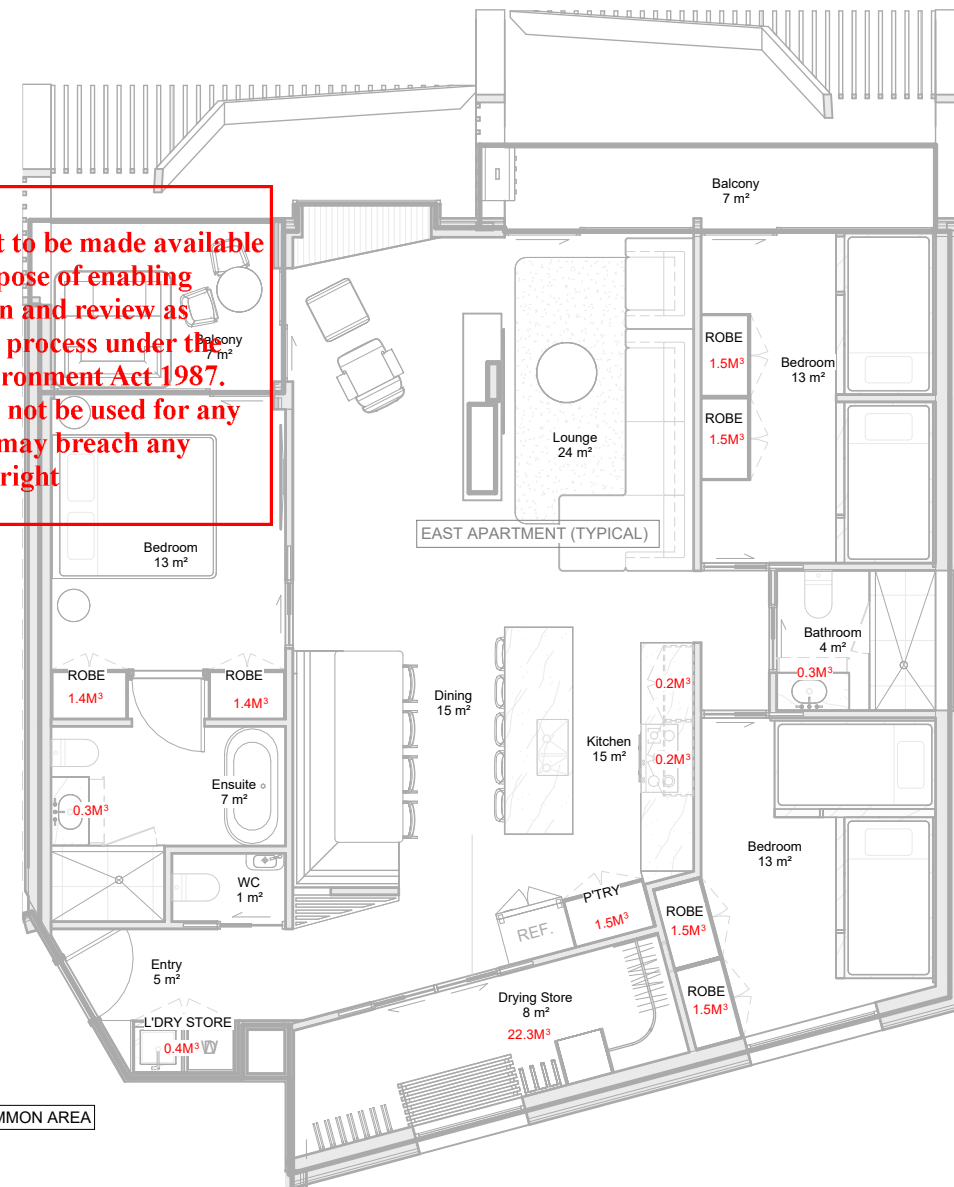 Balcony
7 m²
t to be made available
pose of enabling
n and review as
process under the
ronment Act 1987.
not be used for any
may breach any
right
Balcony
7 m²
ROBE
1.5M³
Bedroom
13 m²
ROBE
1.5M³
Lounge
24 m²
EAST APARTMENT (TYPICAL)
Bedroom
13 m²
Bathroom
4 m²
0.3M³
ROBE
1.4M³
ROBE
1.4M³
Dining
15 m²
0.2M³
Kitchen
15 m²
0.2M³
Ensuite
7 m²
0.3M³
Bedroom
13 m²
WC
1 m²
P'TRY
1.5M³
REF.
ROBE
1.5M³
Entry
5 m²
ROBE
1.5M³
Drying Store
8 m²
22.3M³
L'DRY STORE
0.4M³
W
MMON AREA